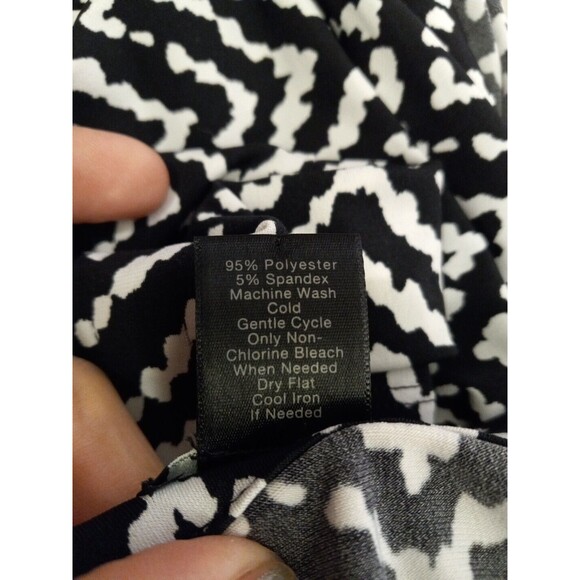 95% Polyester
5% Spandex
Machine Wash
Cold
Gentle Cycle
Only Non-
Chlorine Bleach
When Needed
Dry Flat
Cool Iron
If Needed